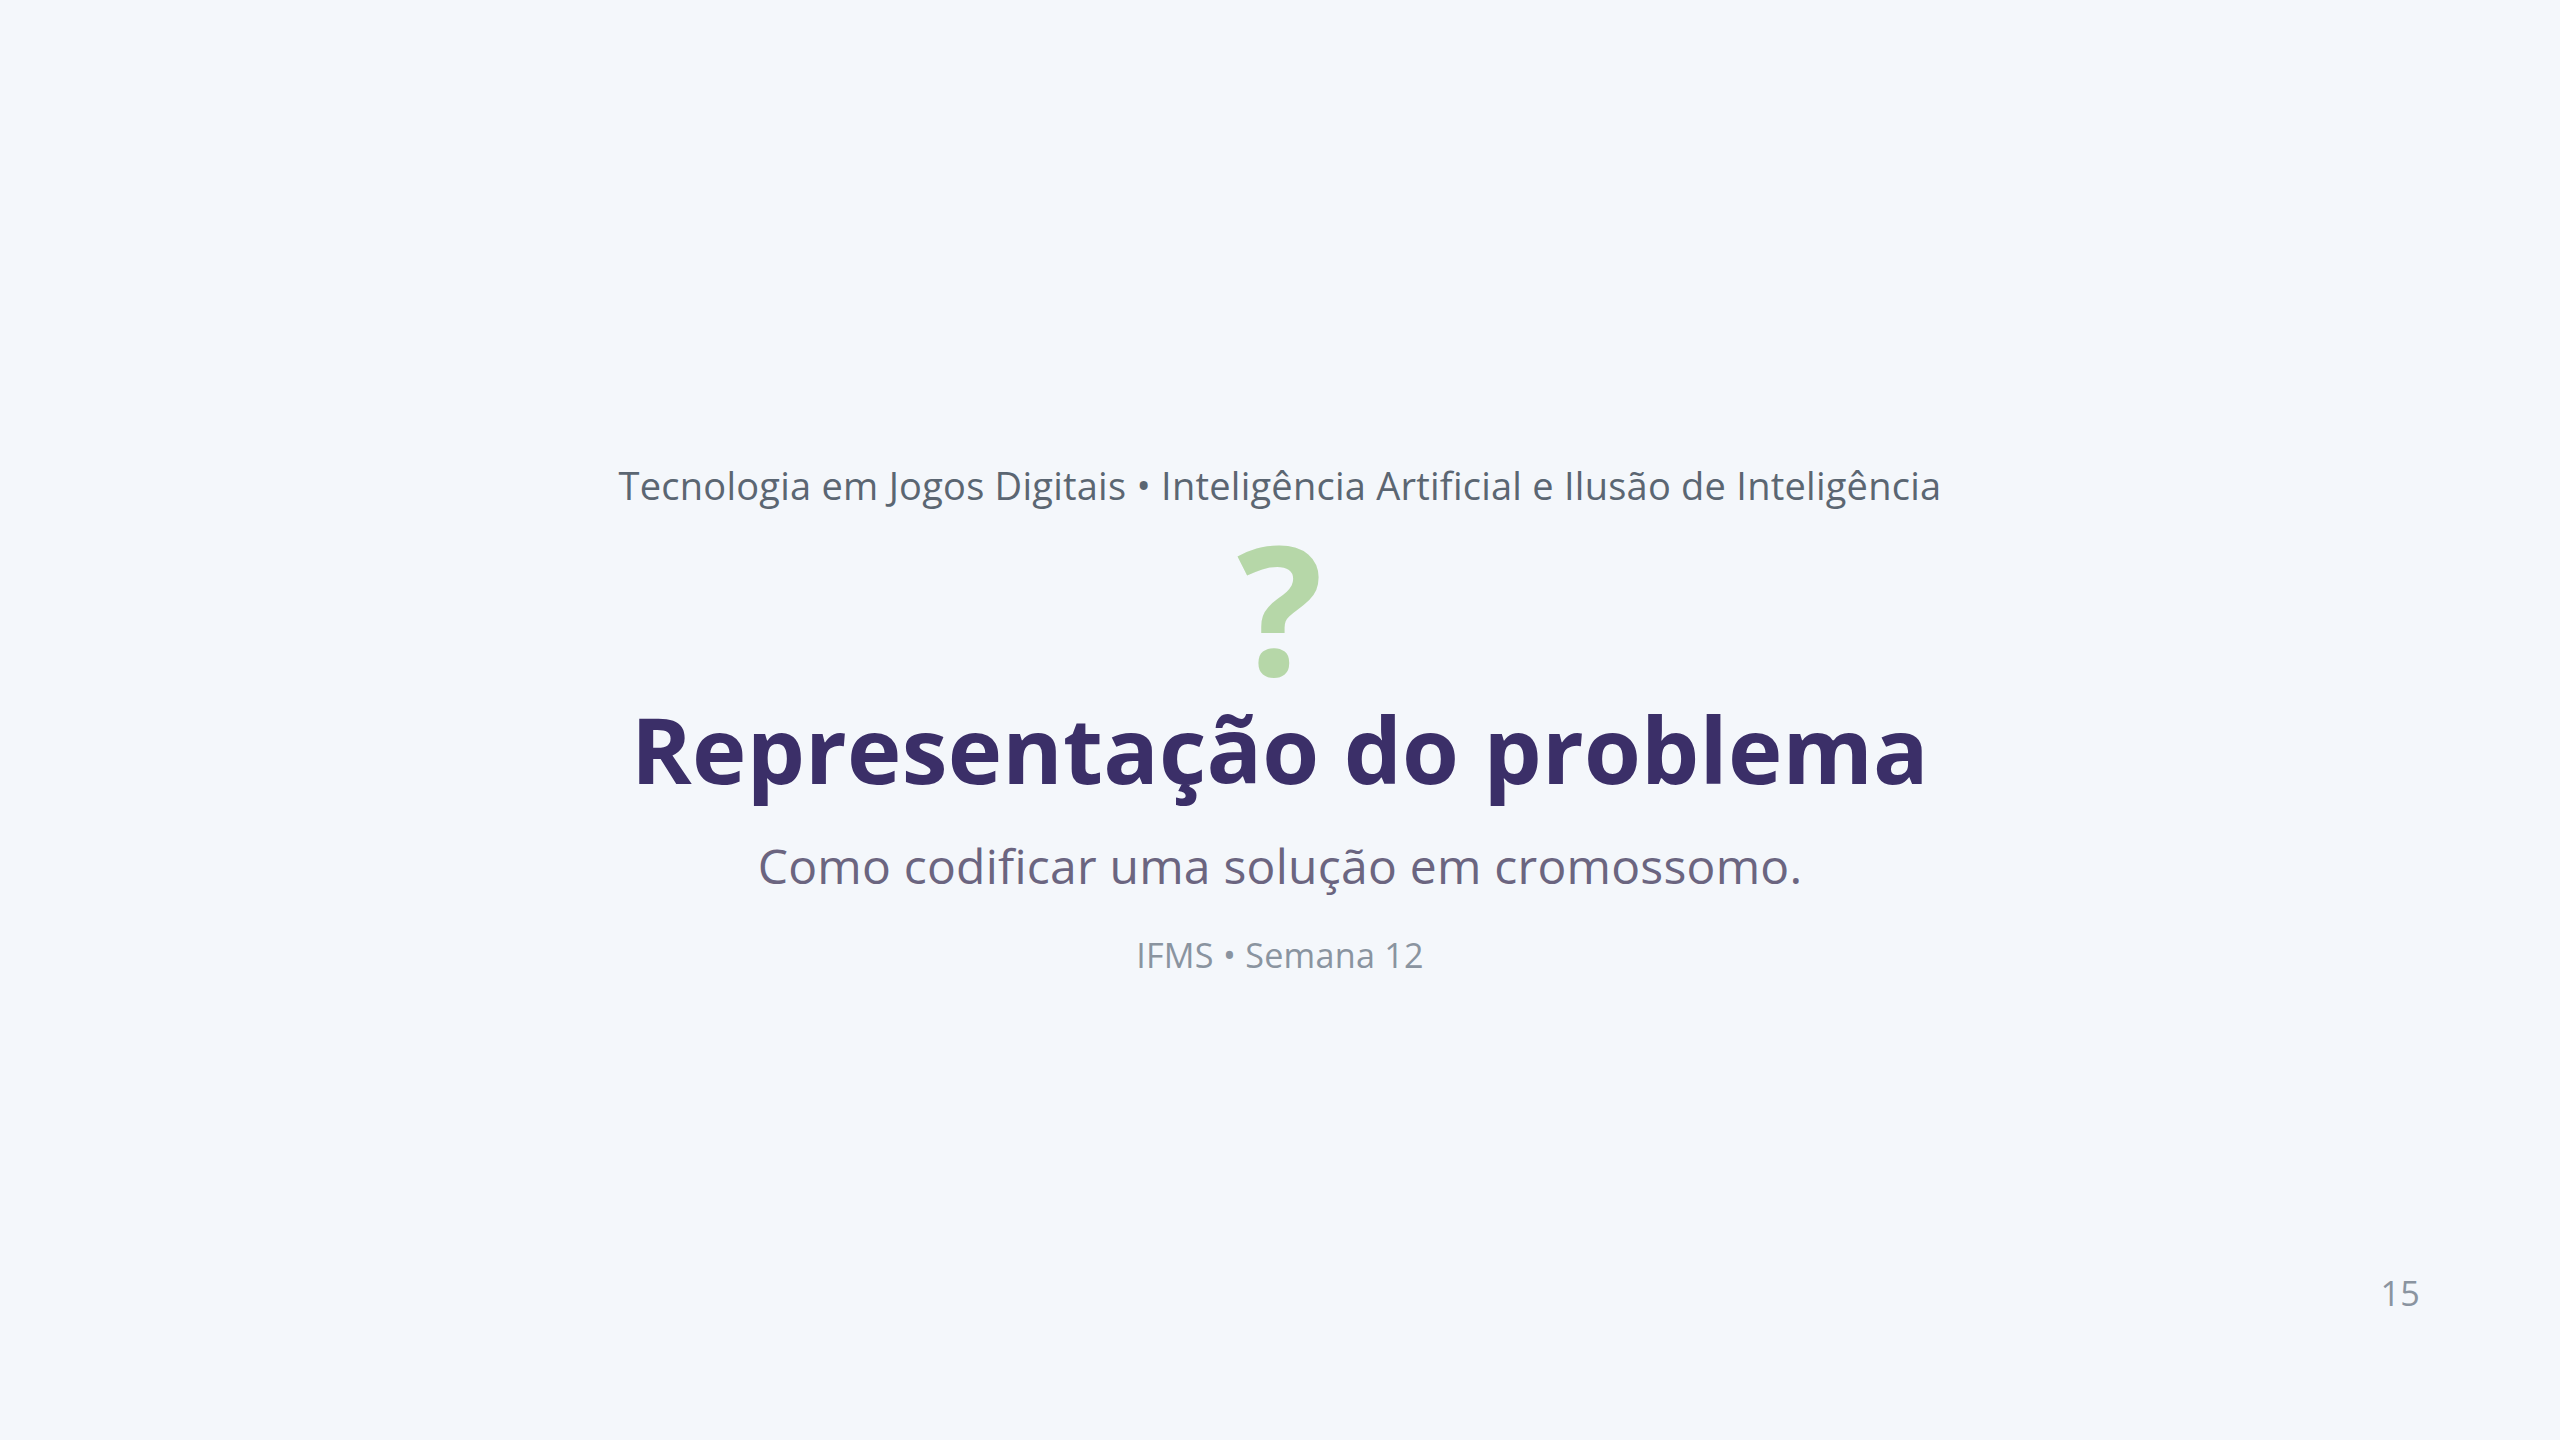 Tecnologia em Jogos Digitais • Inteligência Artificial e Ilusão de Inteligência
?
Representação do problema
Como codificar uma solução em cromossomo.
IFMS • Semana 12
15